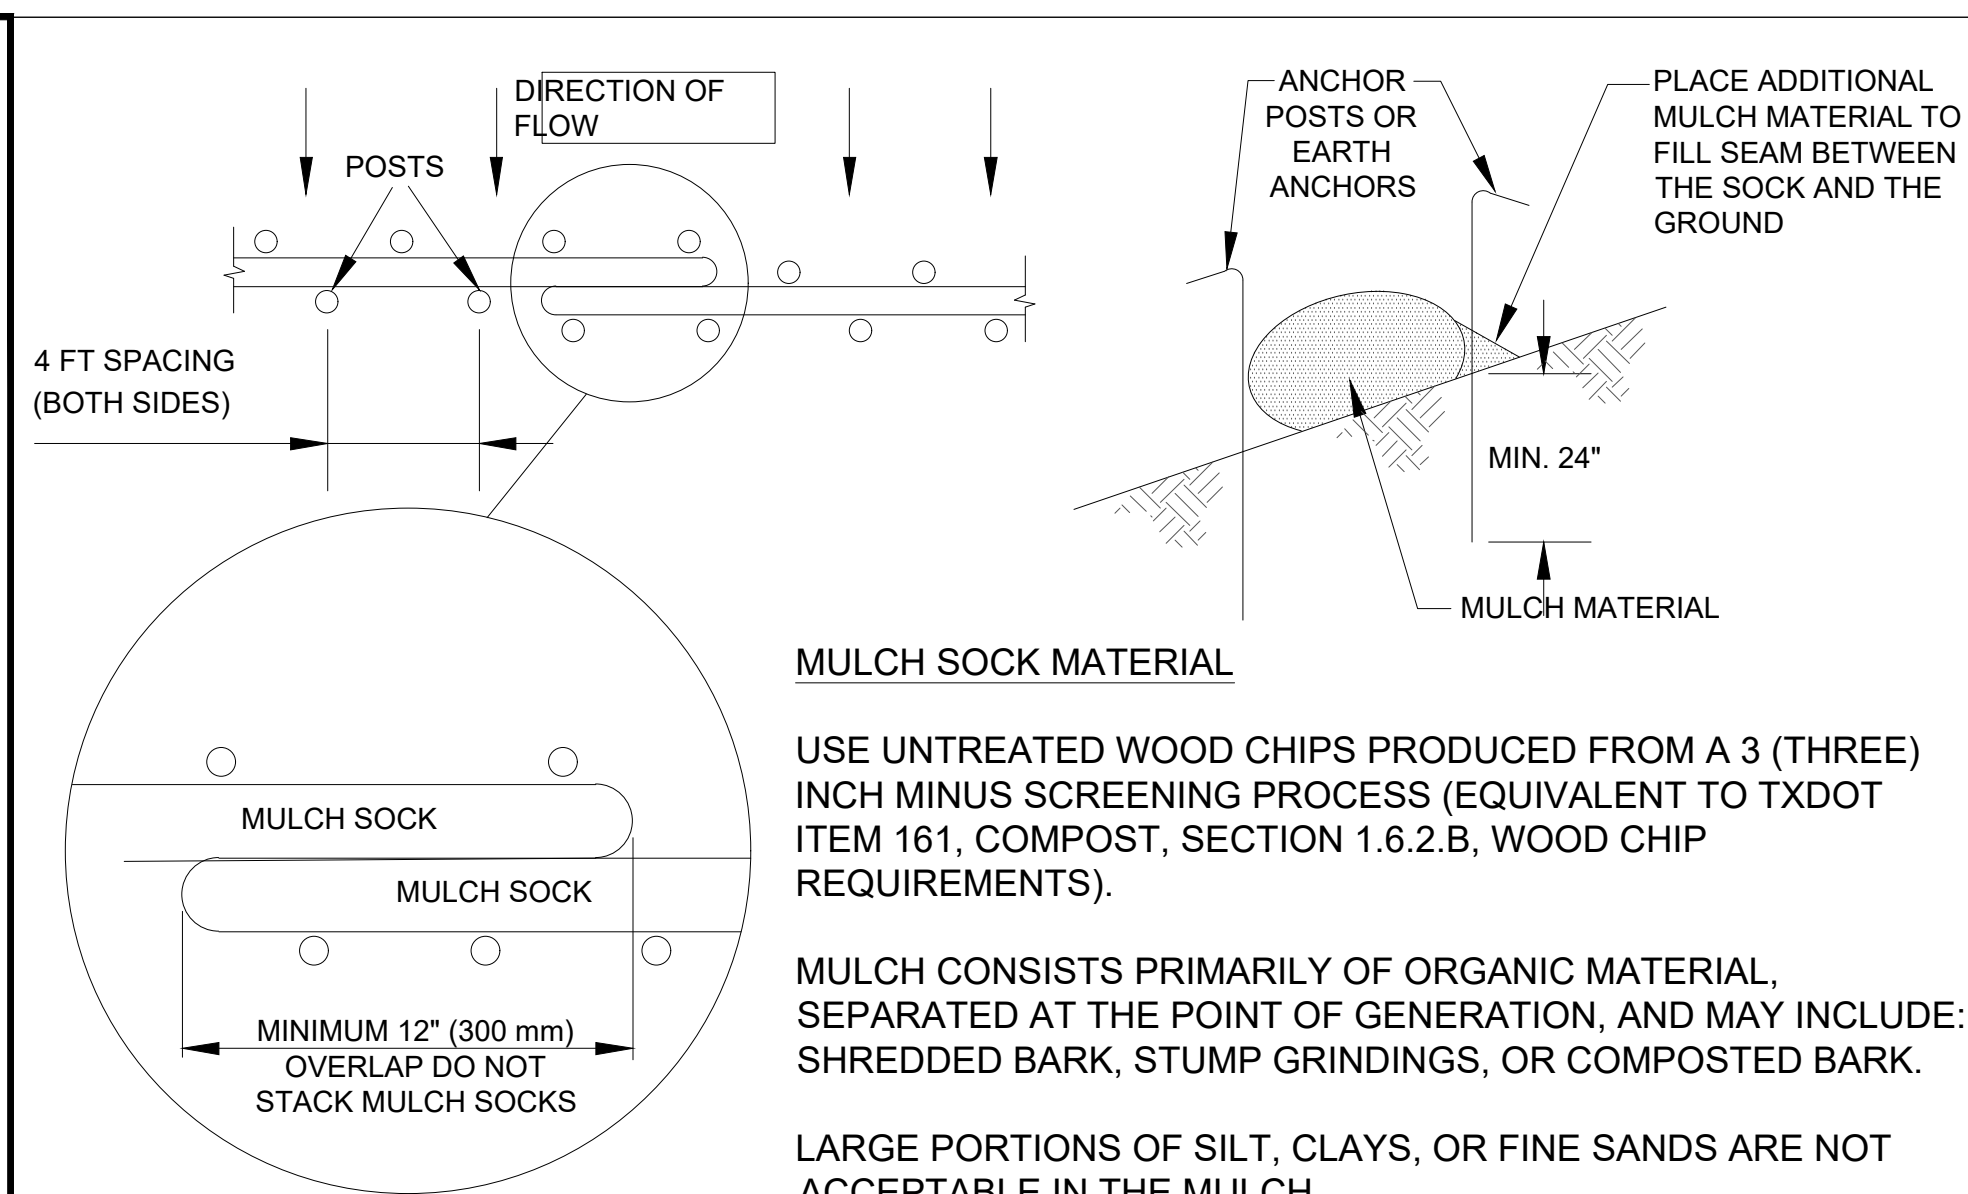 DIRECTION OF
FLOW
POSTS
4 FT SPACING
(BOTH SIDES)
ANCHOR
POSTS OR
EARTH
ANCHORS
PLACE ADDITIONAL
MULCH MATERIAL TO
FILL SEAM BETWEEN
THE SOCK AND THE
GROUND
MIN. 24"
MULCH MATERIAL
MULCH SOCK
MULCH SOCK
MINIMUM 12" (300 mm)
OVERLAP DO NOT
STACK MULCH SOCKS
MULCH SOCK MATERIAL
USE UNTREATED WOOD CHIPS PRODUCED FROM A 3 (THREE)
INCH MINUS SCREENING PROCESS (EQUIVALENT TO TXDOT
ITEM 161, COMPOST, SECTION 1.6.2.B, WOOD CHIP
REQUIREMENTS).
MULCH CONSISTS PRIMARILY OF ORGANIC MATERIAL,
SEPARATED AT THE POINT OF GENERATION, AND MAY INCLUDE:
SHREDDED BARK, STUMP GRINDINGS, OR COMPOSTED BARK.
LARGE PORTIONS OF SILT, CLAYS, OR FINE SANDS ARE NOT
ACCEPTABLE IN THE MULCH